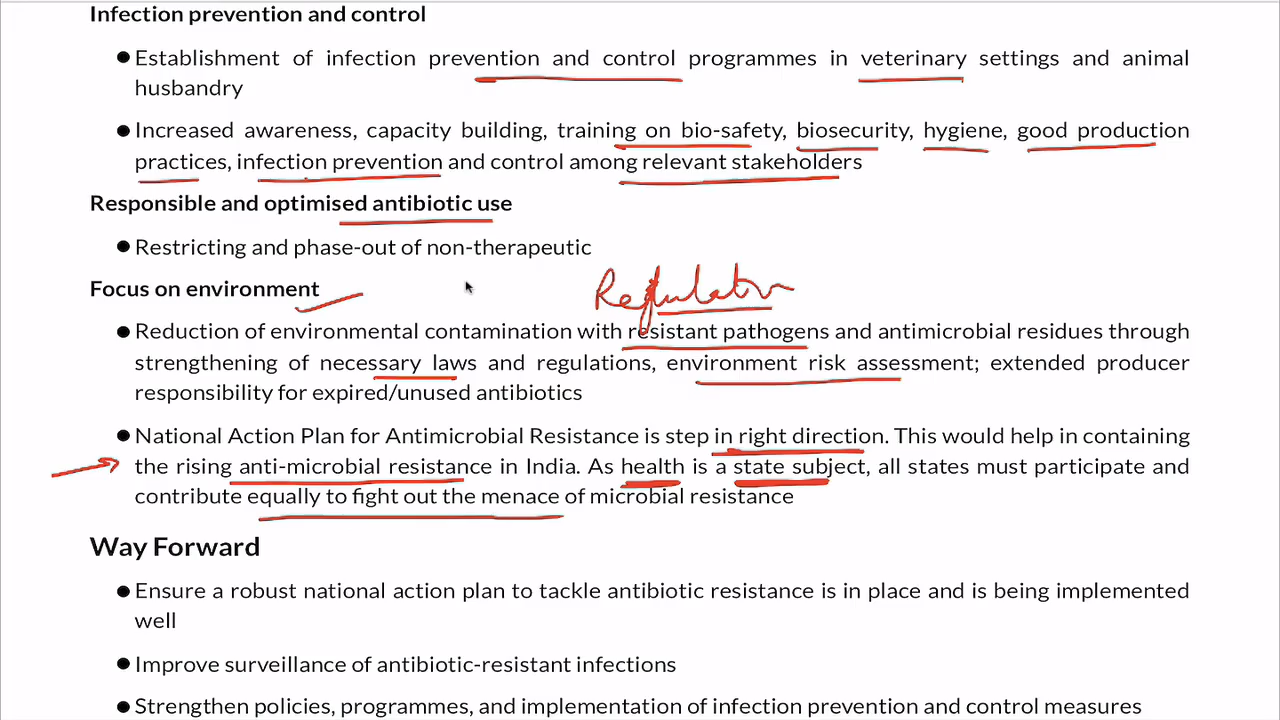 Infection prevention and control
● Establishment of infection prevention and control programmes in veterinary settings and animal
husbandry
● Increased awareness, capacity building, training on bio-safety, biosecurity, hygiene, good production
practices, infection prevention and control among relevant stakeholders
Responsible and optimised antibiotic use
● Restricting and phase-out of non-therapeutic
Focus on environment
● Reduction of environmental contamination with resistant pathogens and antimicrobial residues through
strengthening of necessary laws and regulations, environment risk assessment; extended producer
responsibility for expired/unused antibiotics
● National Action Plan for Antimicrobial Resistance is step in right direction. This would help in containing
the rising anti-microbial resistance in India. As health is a state subject, all states must participate and
contribute equally to fight out the menace of microbial resistance
Way Forward
● Ensure a robust national action plan to tackle antibiotic resistance is in place and is being implemented
well
● Improve surveillance of antibiotic-resistant infections
● Strengthen policies, programmes, and implementation of infection prevention and control measures